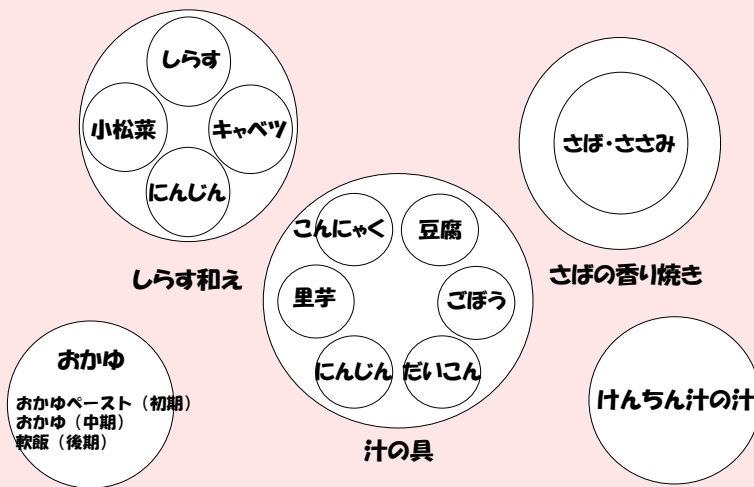 しらす
小松菜
キャベツ
にんじん
しらす和え
さば・ささみ
さばの香り焼き
こんにゃく
豆腐
里芋
ごぼう
にんじん
だいこん
汁の具
おかゆ
おかゆペースト（初期）
おかゆ（中期）
軟飯（後期）
けんちん汁の汁